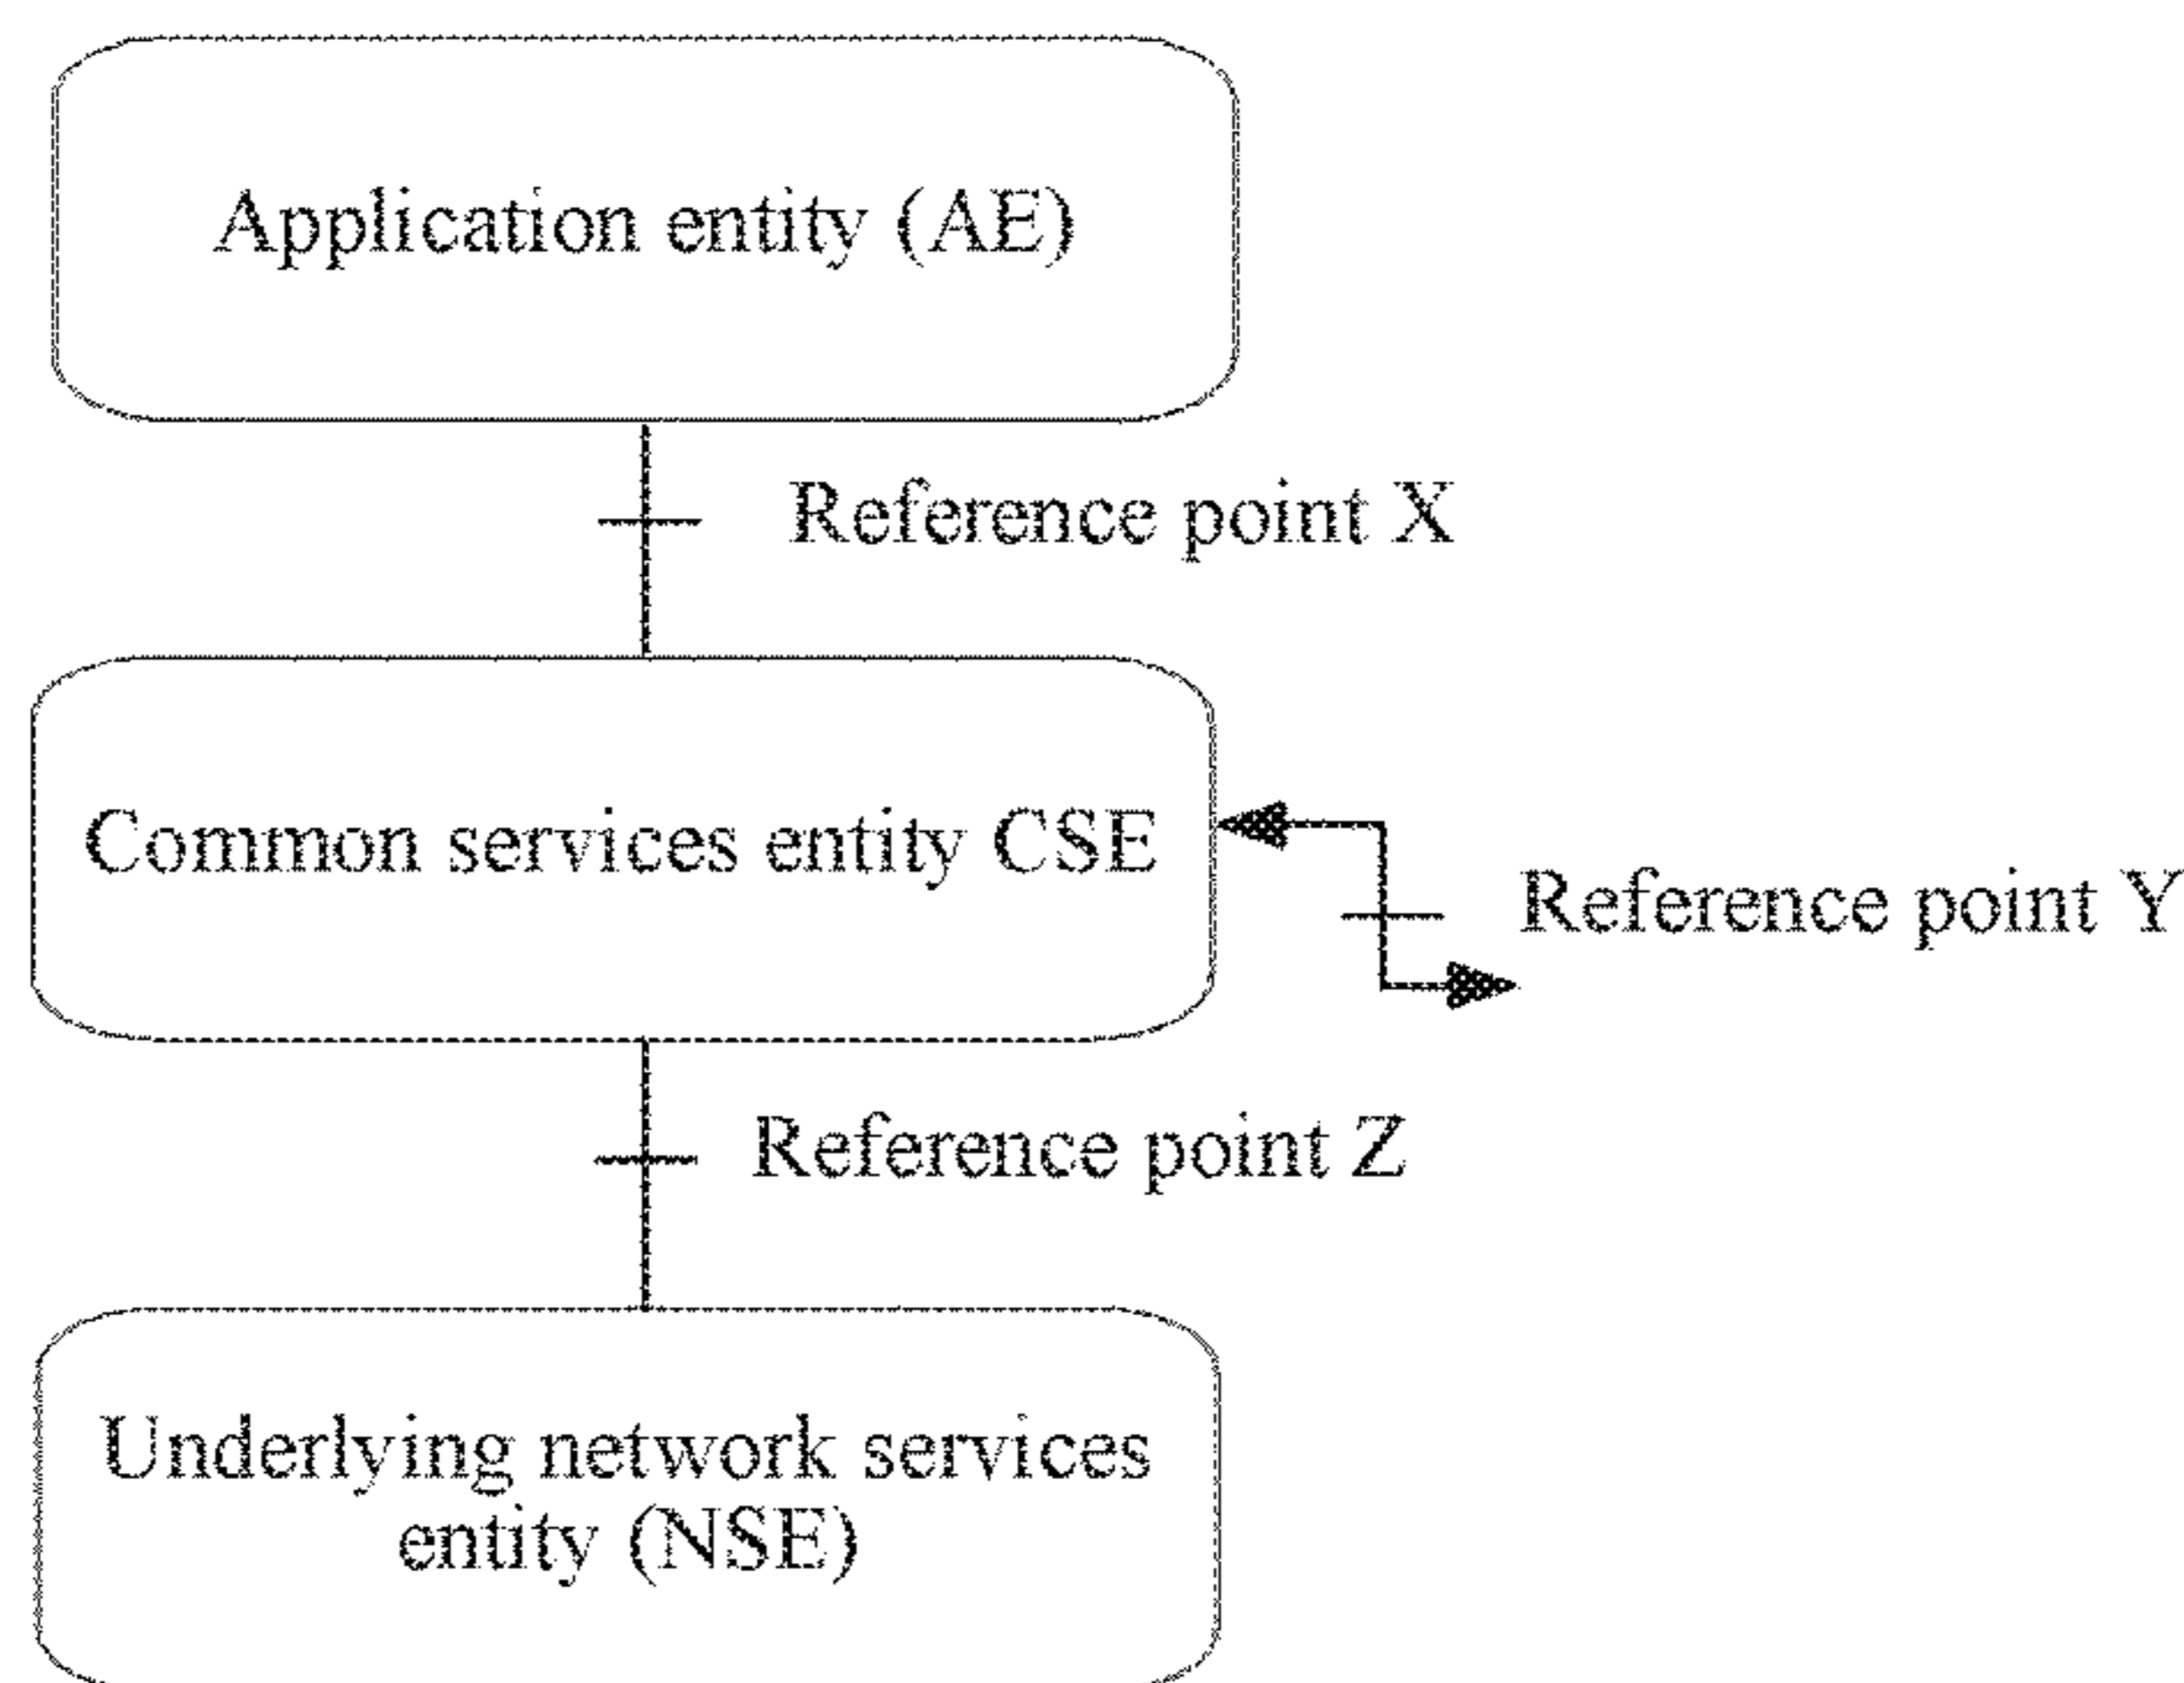 Application entity (AE)
Reference point X
Common services entity CSE
Reference point Y
Reference point Z
Underlying network services
entity (NSE)